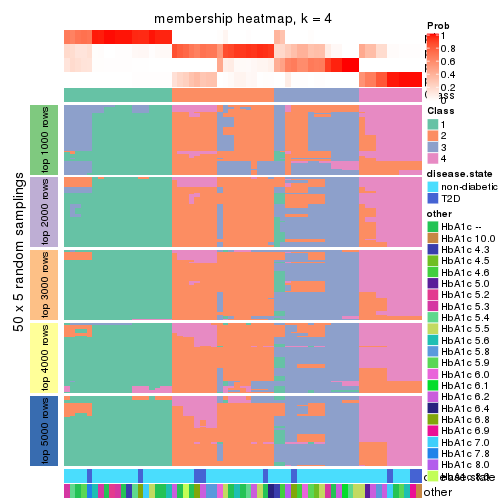 membership heatmap, k = 4
50 x 5 random samplings
top 1000 rows
top 2000 rows
top 3000 rows
top 4000 rows
top 5000 rows
other
Prob
1
0.8
0.6
0.4
0.2
0
Class
1
2
3
4
disease.state
non-diabetic
T2D
other
HbA1c --
HbA1c 10.0
HbA1c 4.3
HbA1c 4.5
HbA1c 4.6
HbA1c 5.0
HbA1c 5.2
HbA1c 5.3
HbA1c 5.4
HbA1c 5.5
HbA1c 5.6
HbA1c 5.8
HbA1c 5.9
HbA1c 6.0
HbA1c 6.1
HbA1c 6.2
HbA1c 6.4
HbA1c 6.8
HbA1c 6.9
HbA1c 7.0
HbA1c 7.8
HbA1c 8.0